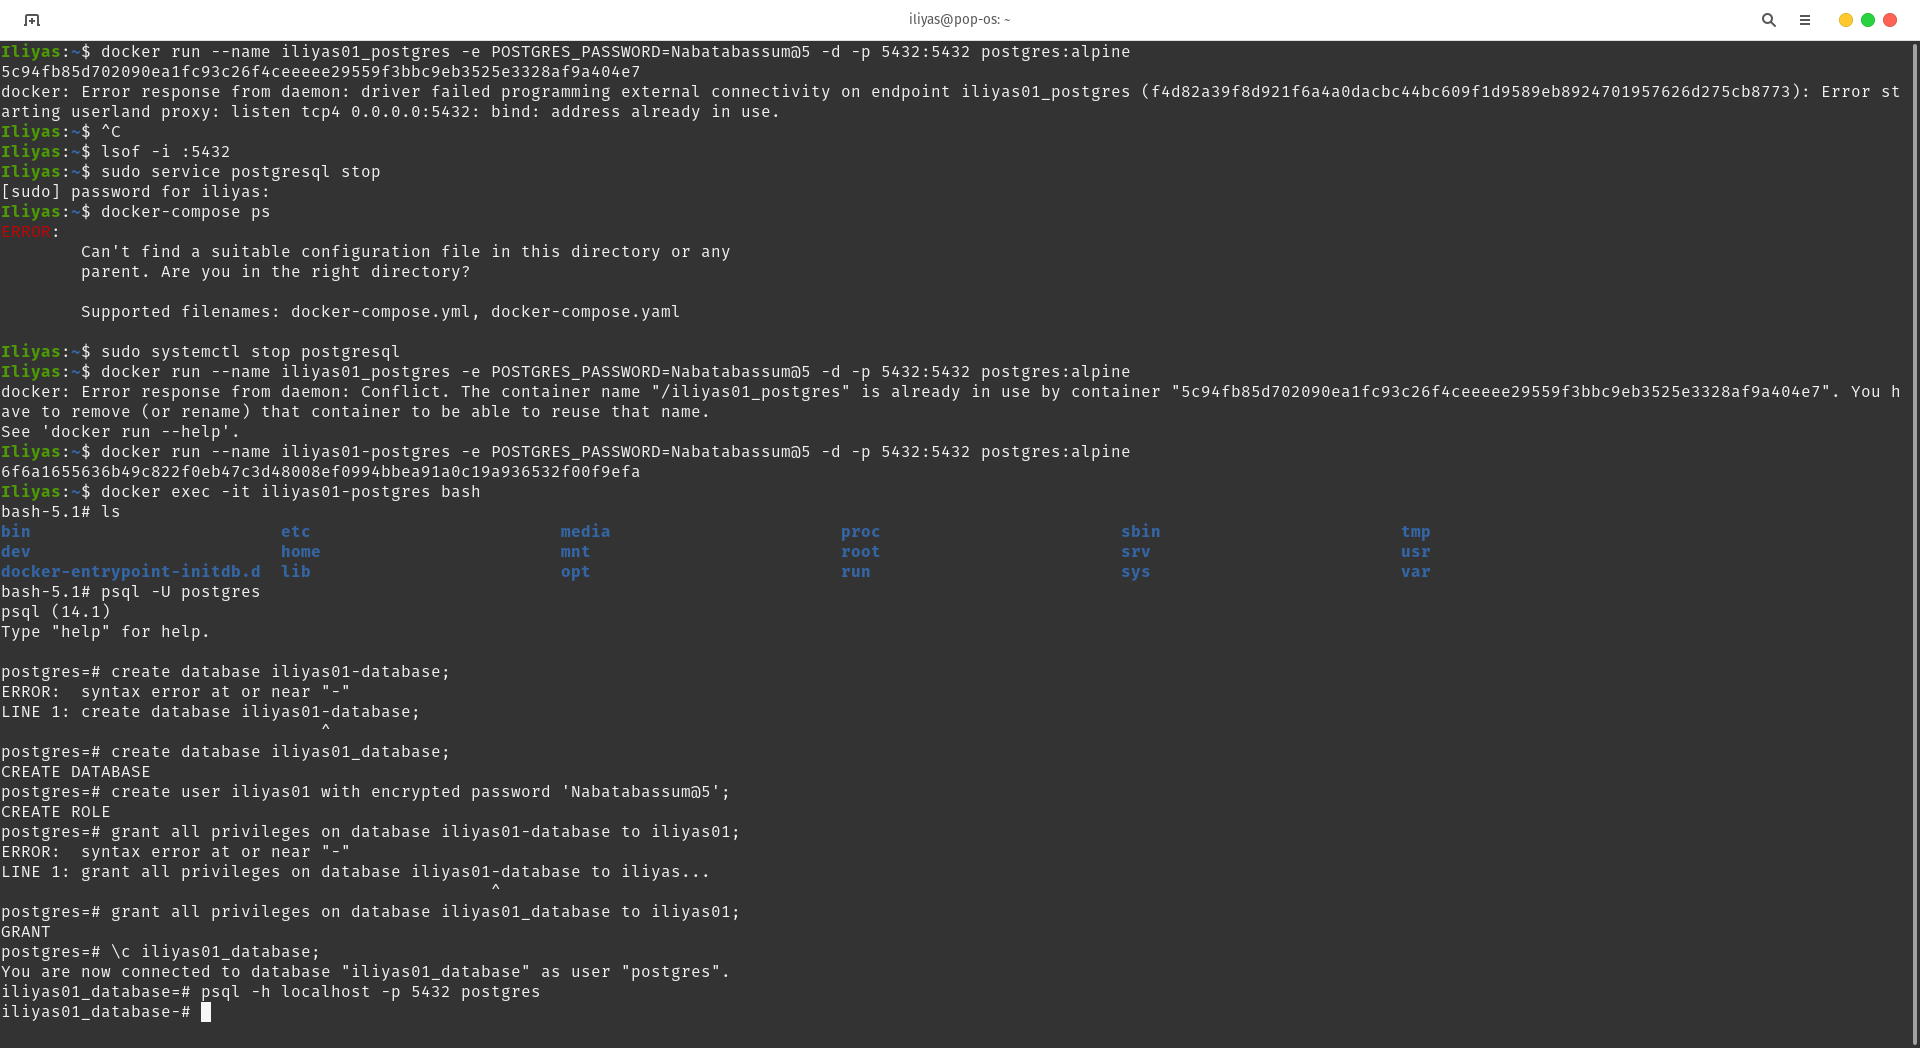 iliyas@pop-os: ~
Iliyas:~$ docker run --name iliyas01_postgres -e POSTGRES_PASSWORD=Nabatabassum@5 -d -p 5432:5432 postgres:alpine
5c94fb85d702090ea1fc93c26f4ceeeee29559f3bbc9eb3525e3328af9a404e7
docker: Error response from daemon: driver failed programming external connectivity on endpoint iliyas01_postgres (f4d82a39f8d921f6a4a0dacbc44bc609f1d9589eb8924701957626d275cb8773): Error st
arting userland proxy: listen tcp4 0.0.0.0:5432: bind: address already in use.
Iliyas:~$ ^C
Iliyas:~$ lsof -i :5432
Iliyas:~$ sudo service postgresql stop
[sudo] password for iliyas:
Iliyas:~$ docker-compose ps
ERROR:
        Can't find a suitable configuration file in this directory or any
        parent. Are you in the right directory?
        Supported filenames: docker-compose.yml, docker-compose.yaml
Iliyas:~$ sudo systemctl stop postgresql
Iliyas:~$ docker run --name iliyas01_postgres -e POSTGRES_PASSWORD=Nabatabassum@5 -d -p 5432:5432 postgres:alpine
docker: Error response from daemon: Conflict. The container name "/iliyas01_postgres" is already in use by container "5c94fb85d702090ea1fc93c26f4ceeeee29559f3bbc9eb3525e3328af9a404e7". You h
ave to remove (or rename) that container to be able to reuse that name.
See 'docker run --help'.
Iliyas:~$ docker run --name iliyas01-postgres -e POSTGRES_PASSWORD=Nabatabassum@5 -d -p 5432:5432 postgres:alpine
6f6a1655636b49c822f0eb47c3d48008ef0994bbea91a0c19a936532f00f9efa
Iliyas:~$ docker exec -it iliyas01-postgres bash
bash-5.1# ls
bin                         etc                         media                       proc                        sbin                        tmp
dev                         home                        mnt                         root                        srv                         usr
docker-entrypoint-initdb.d  lib                         opt                         run                         sys                         var
bash-5.1# psql -U postgres
psql (14.1)
Type "help" for help.
postgres=# create database iliyas01-database;
ERROR:  syntax error at or near "-"
LINE 1: create database iliyas01-database;
                                ^
postgres=# create database iliyas01_database;
CREATE DATABASE
postgres=# create user iliyas01 with encrypted password 'Nabatabassum@5';
CREATE ROLE
postgres=# grant all privileges on database iliyas01-database to iliyas01;
ERROR:  syntax error at or near "-"
LINE 1: grant all privileges on database iliyas01-database to iliyas...
                                                 ^
postgres=# grant all privileges on database iliyas01_database to iliyas01;
GRANT
postgres=# \c iliyas01_database;
You are now connected to database "iliyas01_database" as user "postgres".
iliyas01_database=# psql -h localhost -p 5432 postgres
iliyas01_database-#